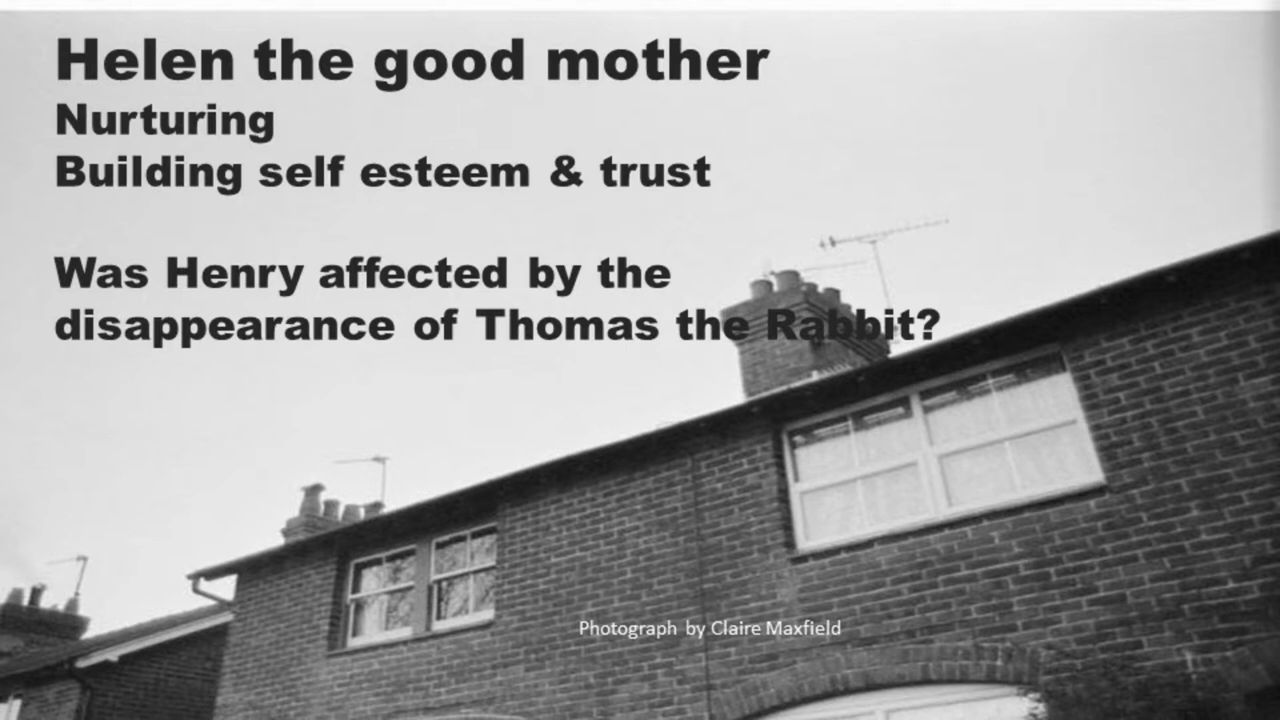 Helen the good mother
Nurturing
Building self esteem & trust
Was Henry affected by the
disappearance of Thomas the Rabbit?
Photograph by Claire Maxfield